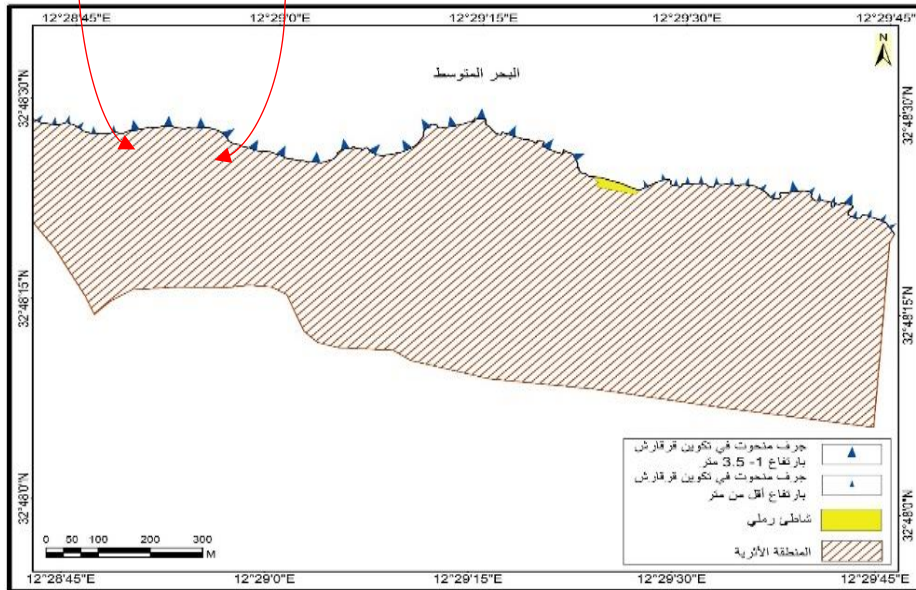 12°28'45"E 12°29'0"E 12°29'15"E 12°29'30"E 12°29'45"E
N
البحر المتوسط
32°48'30"N 32°48'30"N
32°48'15"N 32°48'15"N
32°48'0"N 32°48'0"N
جرف منحوت في تكوين قرقارش
بارتفاع 1- 3.5 متر
جرف منحوت في تكوين قرقارش
بارتفاع أقل من متر
شاطئ رملي
المنطقة الأثرية
0 50 100 200 300
M
12°28'45"E 12°29'0"E 12°29'15"E 12°29'30"E 12°29'45"E